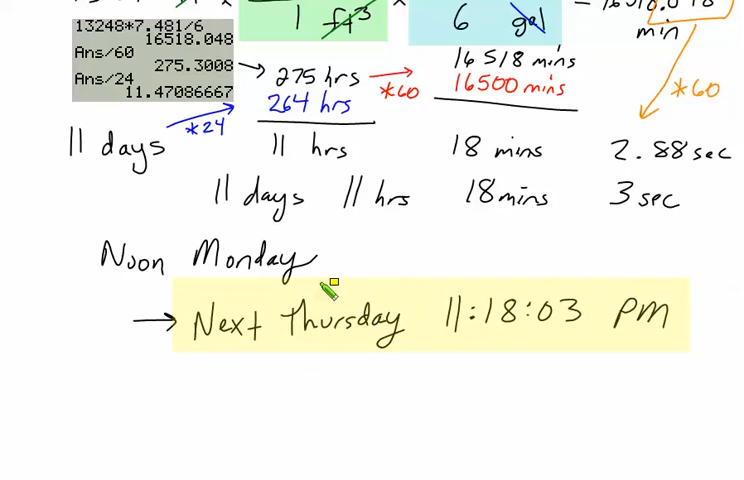 13248*7.481/6
16518.048
Ans/60
275.3008
Ans/24
11.47086667
1 ft³ × 6 gal
min
275 hrs *60 16518 mins
264 hrs 16500 mins *60
11 days *24 11 hrs 18 mins 2.88 sec
11 days 11 hrs 18 mins 3 sec
Noon Monday
→ Next Thursday 11:18:03 PM